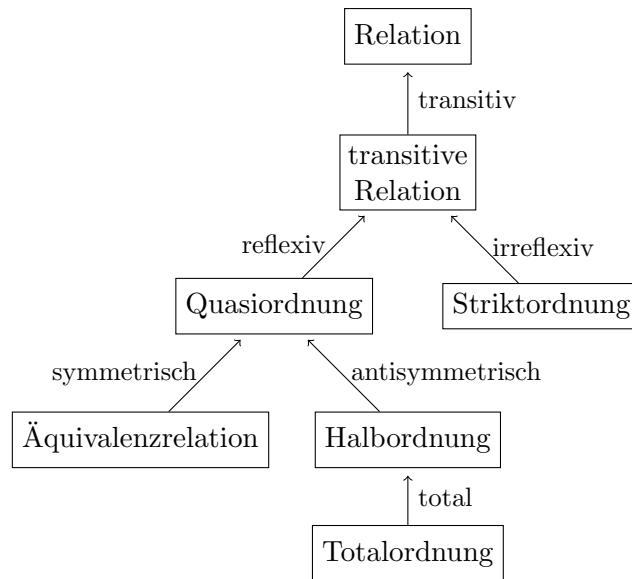 Relation
transitiv
transitive
Relation
reflexiv
irreflexiv
Quasiordnung
Striktordnung
symmetrisch
antisymmetrisch
Äquivalenzrelation
Halbordnung
total
Totalordnung